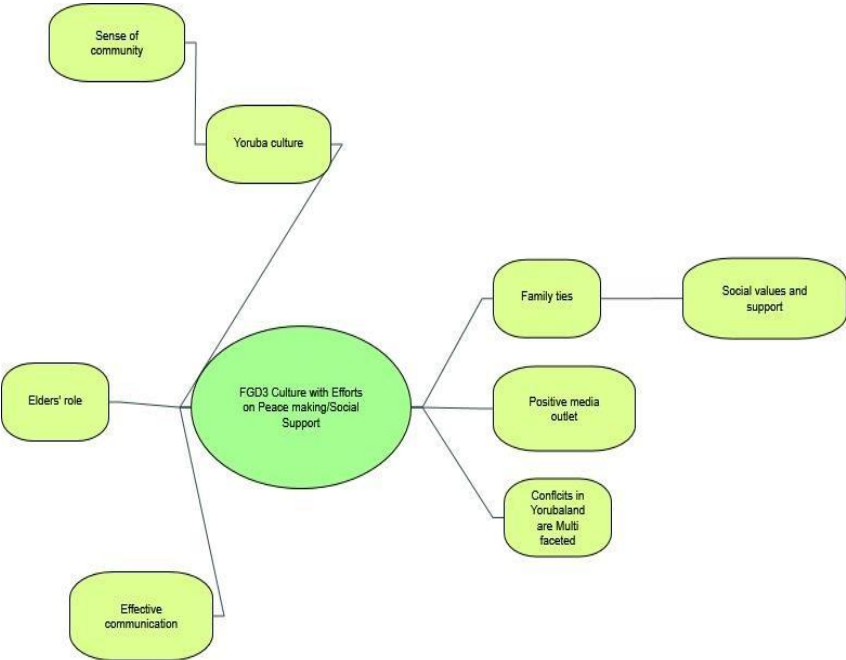 Sense of
community
Yoruba culture
Family ties
Social values and
support
Elders' role
FGD3 Culture with Efforts
on Peace making/Social
Support
Positive media
outlet
Conflcits in
Yorubaland
are Multi
faceted
Effective
communication